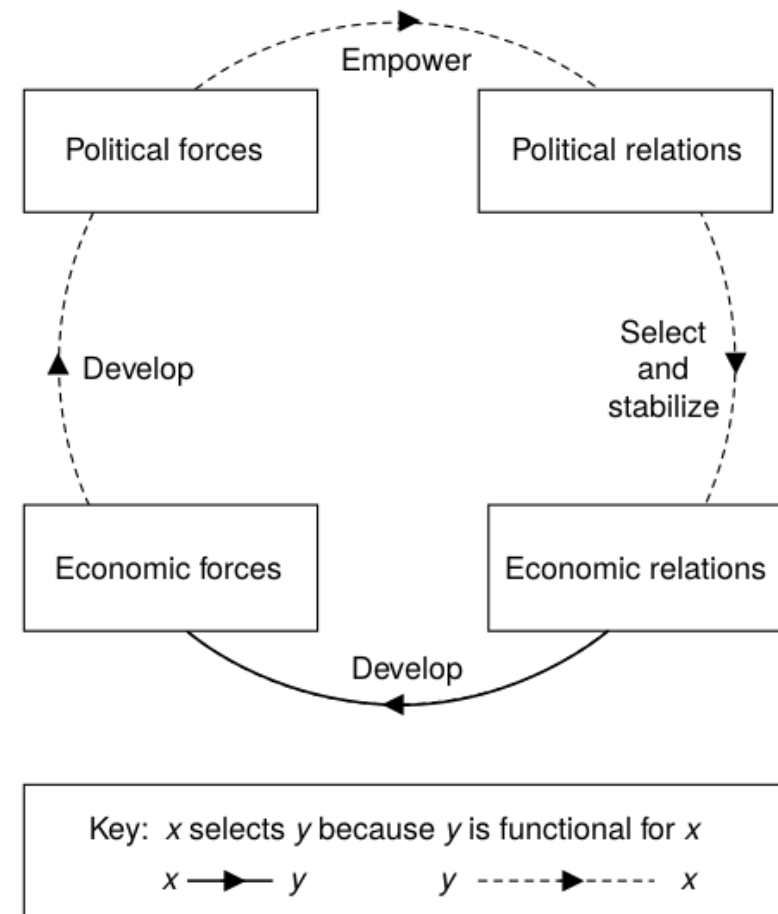 Empower
Political forces
Political relations
Develop
Select
and
stabilize
Economic forces
Economic relations
Develop
Key: x selects y because y is functional for x
x y y x